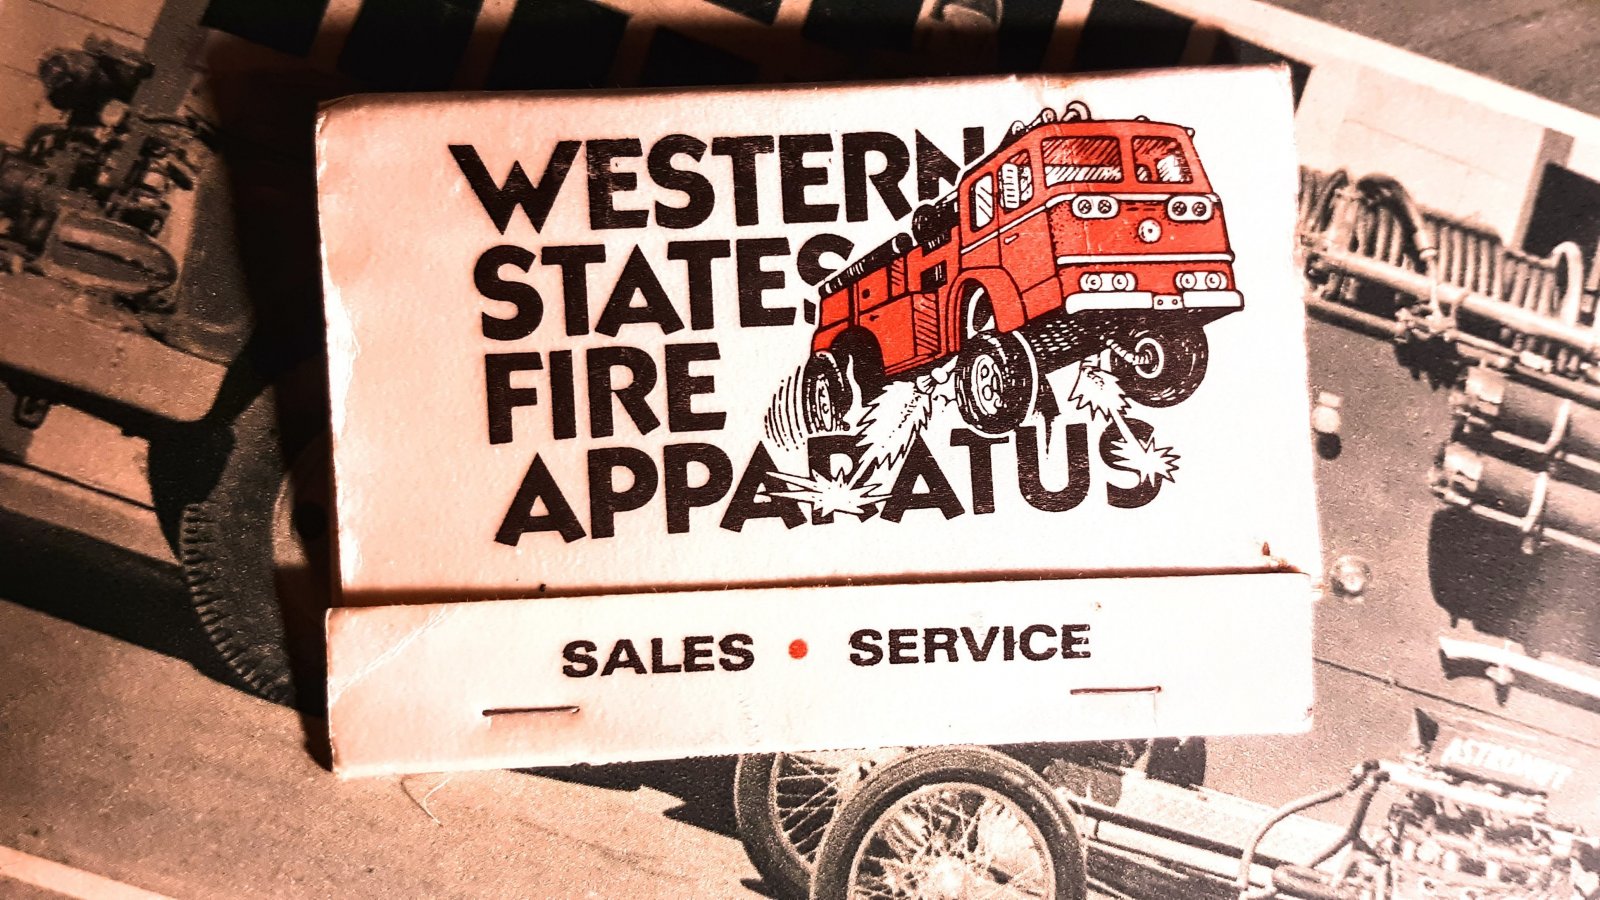 WESTERN
STATES
FIRE
APPARATUS
SALES • SERVICE
ASTRONUT